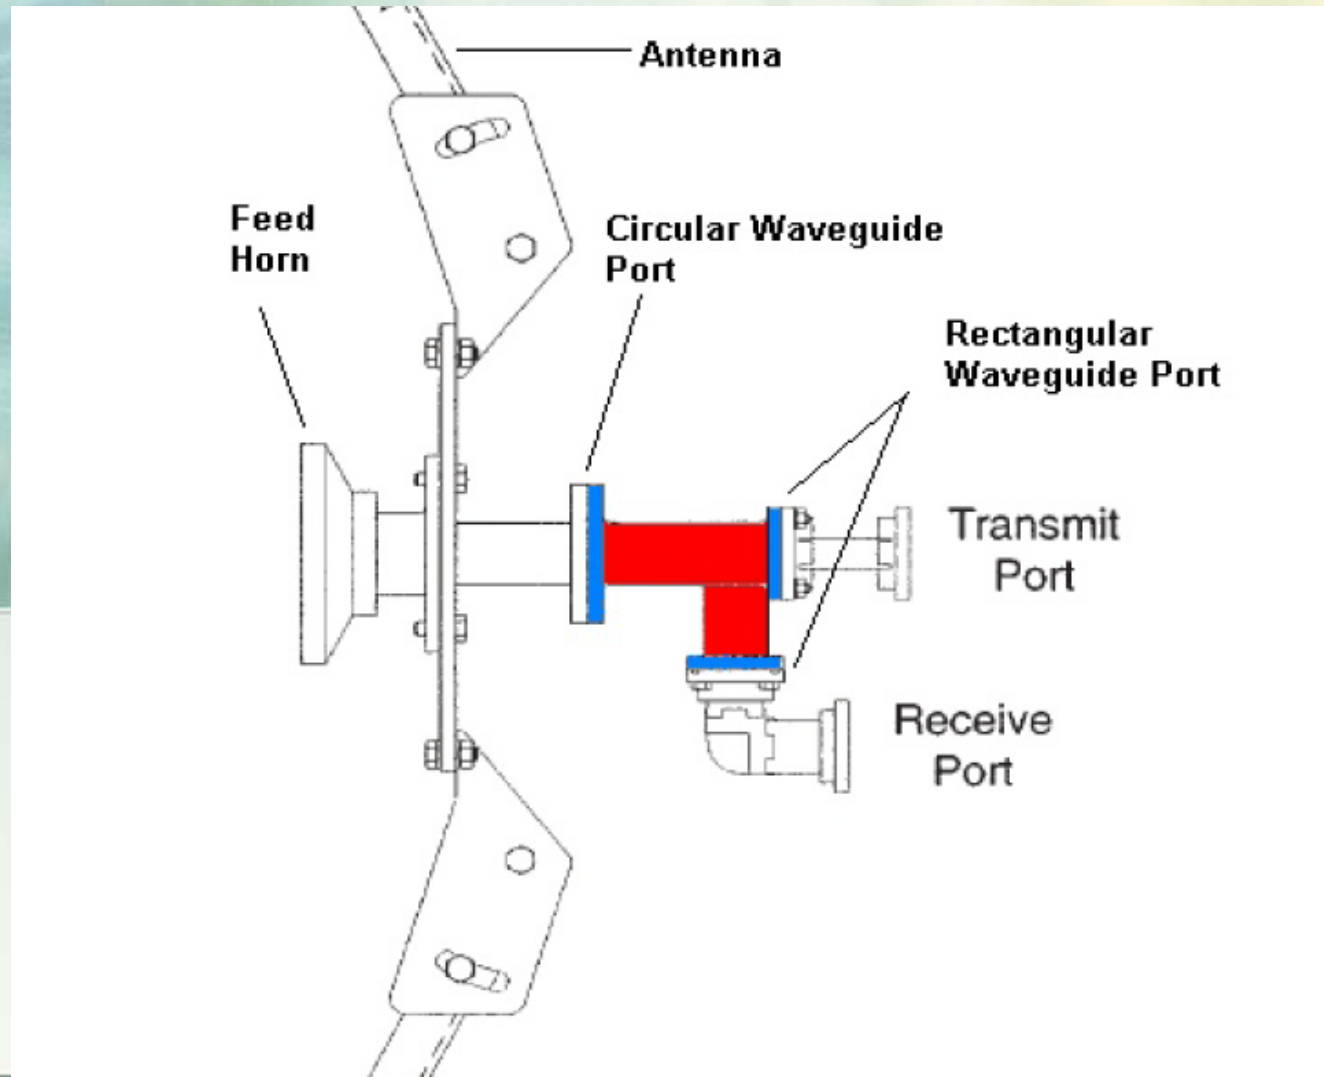 Antenna
Feed
Horn
Circular Waveguide
Port
Rectangular
Waveguide Port
Transmit
Port
Receive
Port